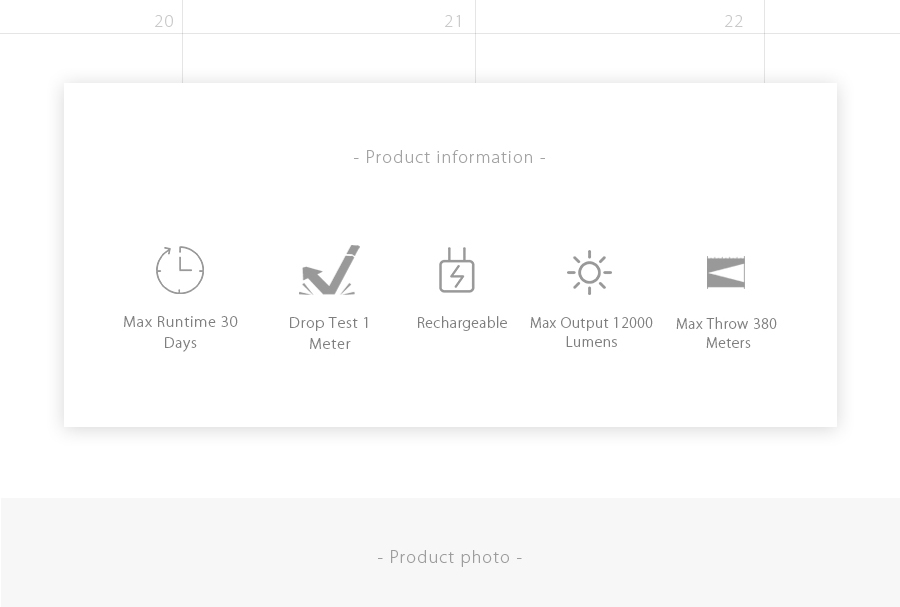 20 21 22
- Product information -
Max Runtime 30
Days
Drop Test 1
Meter
Rechargeable
Max Output 12000
Lumens
Max Throw 380
Meters
- Product photo -